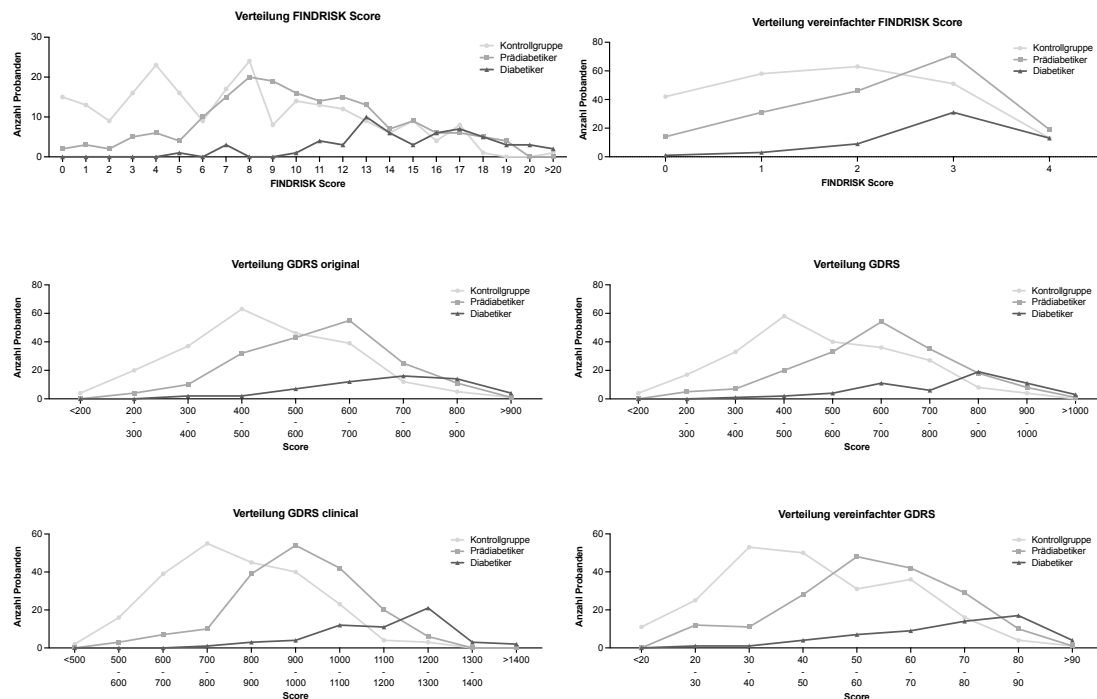 Verteilung FINDRISK Score
Anzahl Probanden
30
20
10
0
Kontrollgruppe
Prädiabetiker
Diabetiker
0 1 2 3 4 5 6 7 8 9 10 11 12 13 14 15 16 17 18 19 20 >20
FINDRISK Score
Verteilung vereinfachter FINDRISK Score
Anzahl Probanden
80
60
40
20
0
Kontrollgruppe
Prädiabetiker
Diabetiker
0 1 2 3 4
FINDRISK Score
Verteilung GDRS original
Anzahl Probanden
80
60
40
20
0
Kontrollgruppe
Prädiabetiker
Diabetiker
<200 200 300 400 500 600 700 800 >900
- - - - - - -
300 400 500 600 700 800 900
Score
Verteilung GDRS
Anzahl Probanden
80
60
40
20
0
Kontrollgruppe
Prädiabetiker
Diabetiker
<200 200 300 400 500 600 700 800 900 >1000
- - - - - - - -
300 400 500 600 700 800 900 1000
Score
Verteilung GDRS clinical
Anzahl Probanden
60
40
20
0
Kontrollgruppe
Prädiabetiker
Diabetiker
<500 500 600 700 800 900 1000 1100 1200 1300 >1400
- - - - - - - - -
600 700 800 900 1000 1100 1200 1300 1400
Score
Verteilung vereinfachter GDRS
Anzahl Probanden
60
40
20
0
Kontrollgruppe
Prädiabetiker
Diabetiker
<20 20 30 40 50 60 70 80 >90
- - - - - - -
30 40 50 60 70 80 90
Score